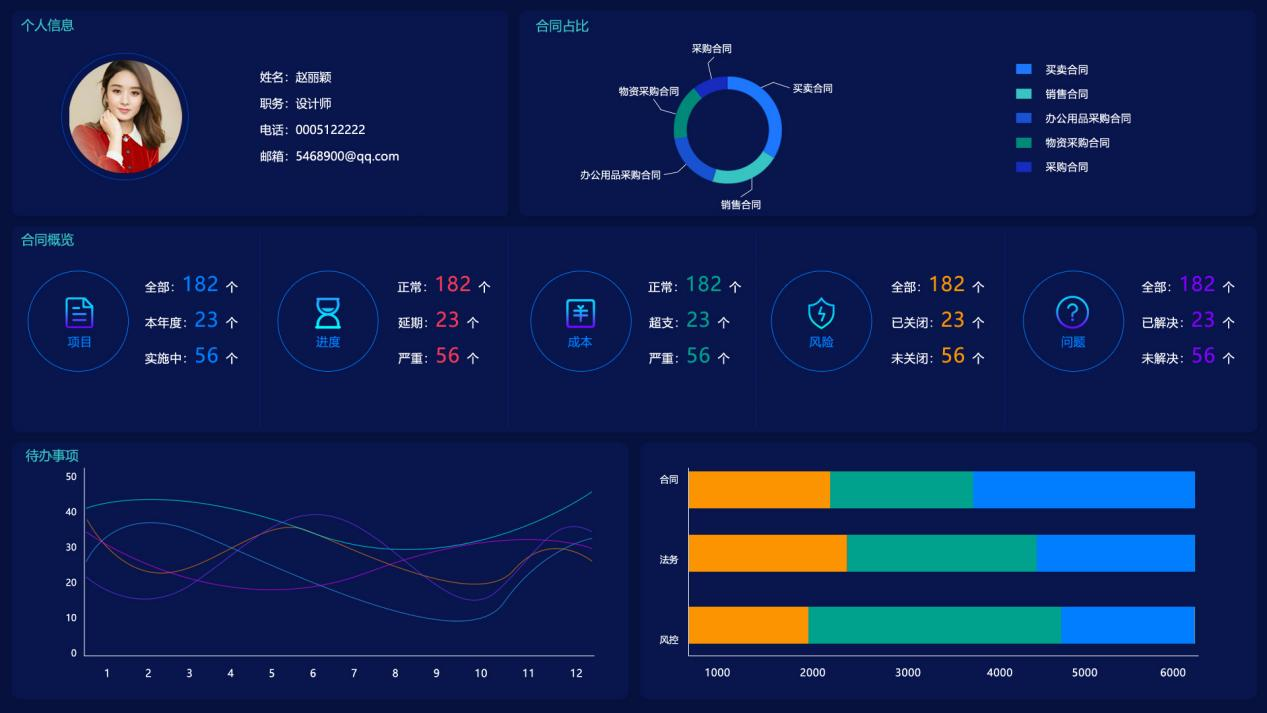 个人信息
姓名：赵丽颖
职务：设计师
电话：0005122222
邮箱：5468900@qq.com
合同占比
采购合同
买卖合同
物资采购合同
办公用品采购合同
销售合同
买卖合同
销售合同
办公用品采购合同
物资采购合同
采购合同
合同概览
项目
全部：182 个
本年度：23 个
实施中：56 个
进度
正常：182 个
延期：23 个
严重：56 个
成本
正常：182 个
超支：23 个
严重：56 个
风险
全部：182 个
已关闭：23 个
未关闭：56 个
问题
全部：182 个
已解决：23 个
未解决：56 个
待办事项
50
40
30
20
10
0
1 2 3 4 5 6 7 8 9 10 11 12
合同
法务
风控
1000 2000 3000 4000 5000 6000